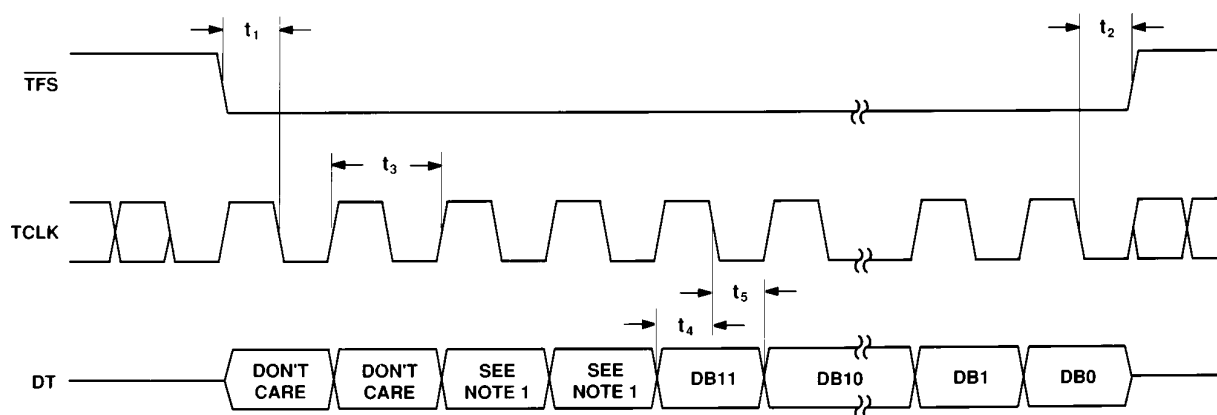 t₁
t₂
TFS
t₃
TCLK
t₅
t₄
DT
DON'T
CARE
DON'T
CARE
SEE
NOTE 1
SEE
NOTE 1
DB11
DB10
DB1
DB0